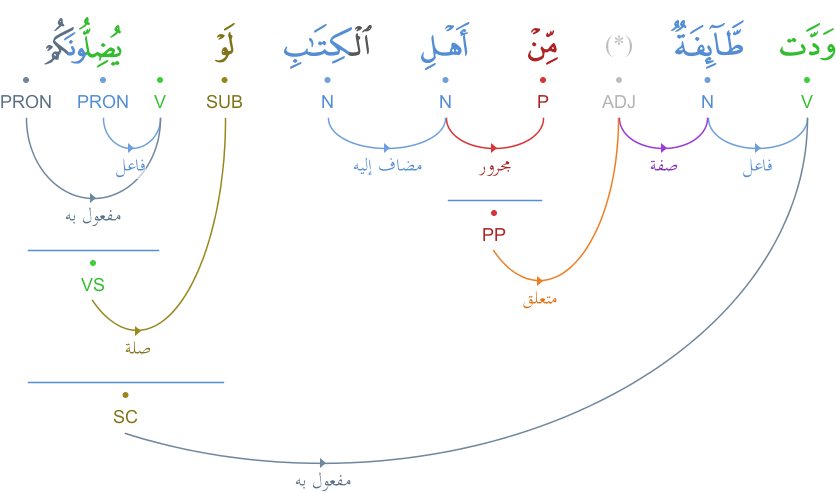 وَدَّت طَّآئِفَةٌ (*) مِّنْ أَهْلِ ٱلْكِتَٰبِ لَوْ يُضِلُّونَكُمْ
PRON PRON V SUB N N P ADJ N V
فاعل صفة مجرور مضاف إليه فاعل
مفعول به
PP
VS
متعلق
صلة
SC
مفعول به